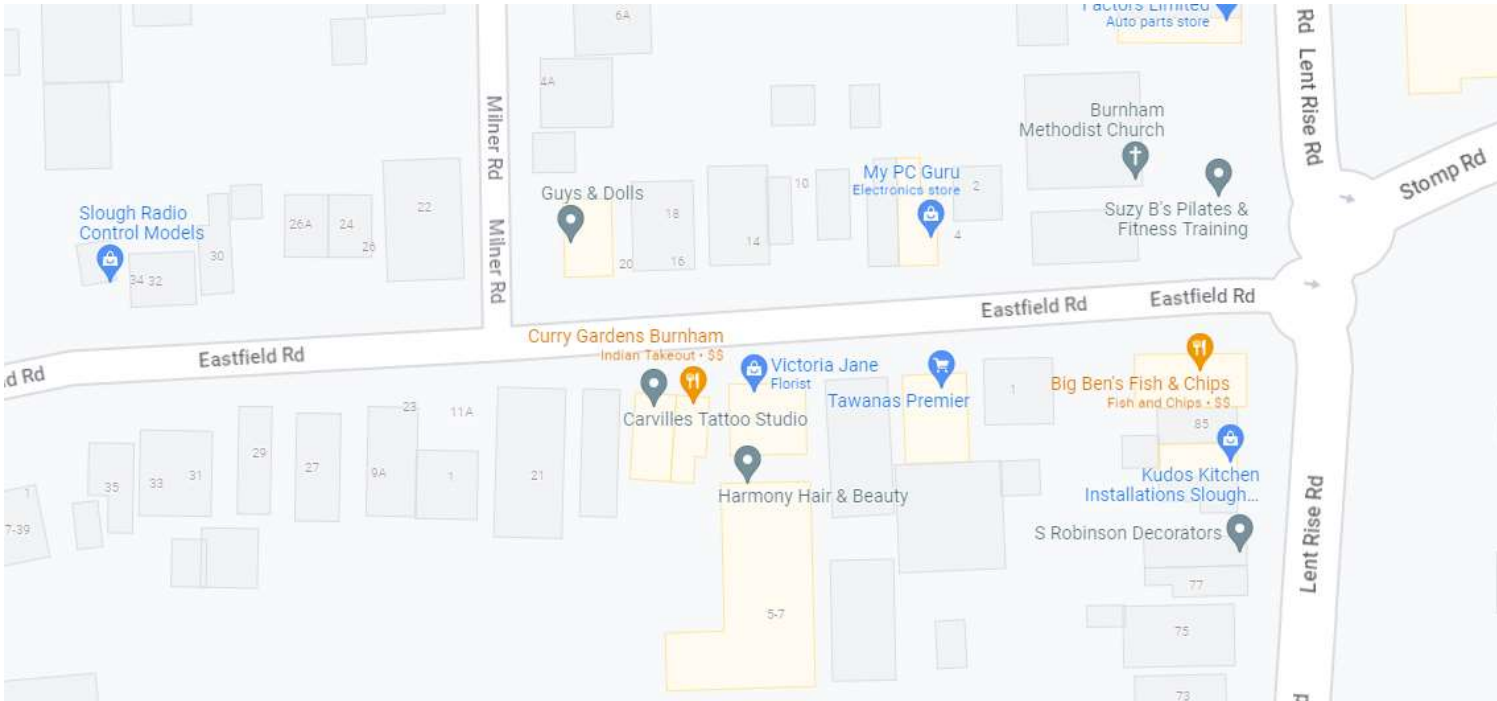 6A
Factors Limited
Auto parts store
Rd
Lent Rise Rd
4A
Milner Rd
Burnham
Methodist Church
Stomp Rd
My PC Guru
Electronics store
2
10
Guys & Dolls
Suzy B's Pilates &
Fitness Training
Slough Radio
Control Models
26A
24
26
22
18
14
4
30
34
32
20
16
Milner Rd
Eastfield Rd
Eastfield Rd
Curry Gardens Burnham
Indian Takeout • $$
Eastfield Rd
Victoria Jane
Florist
d Rd
Tawanas Premier
1
Big Ben's Fish & Chips
Fish and Chips • $$
Carvilles Tattoo Studio
23
11A
85
29
27
9A
1
21
35
33
31
Harmony Hair & Beauty
Kudos Kitchen
Installations Slough...
1
7-39
S Robinson Decorators
Lent Rise Rd
77
5-7
75
73